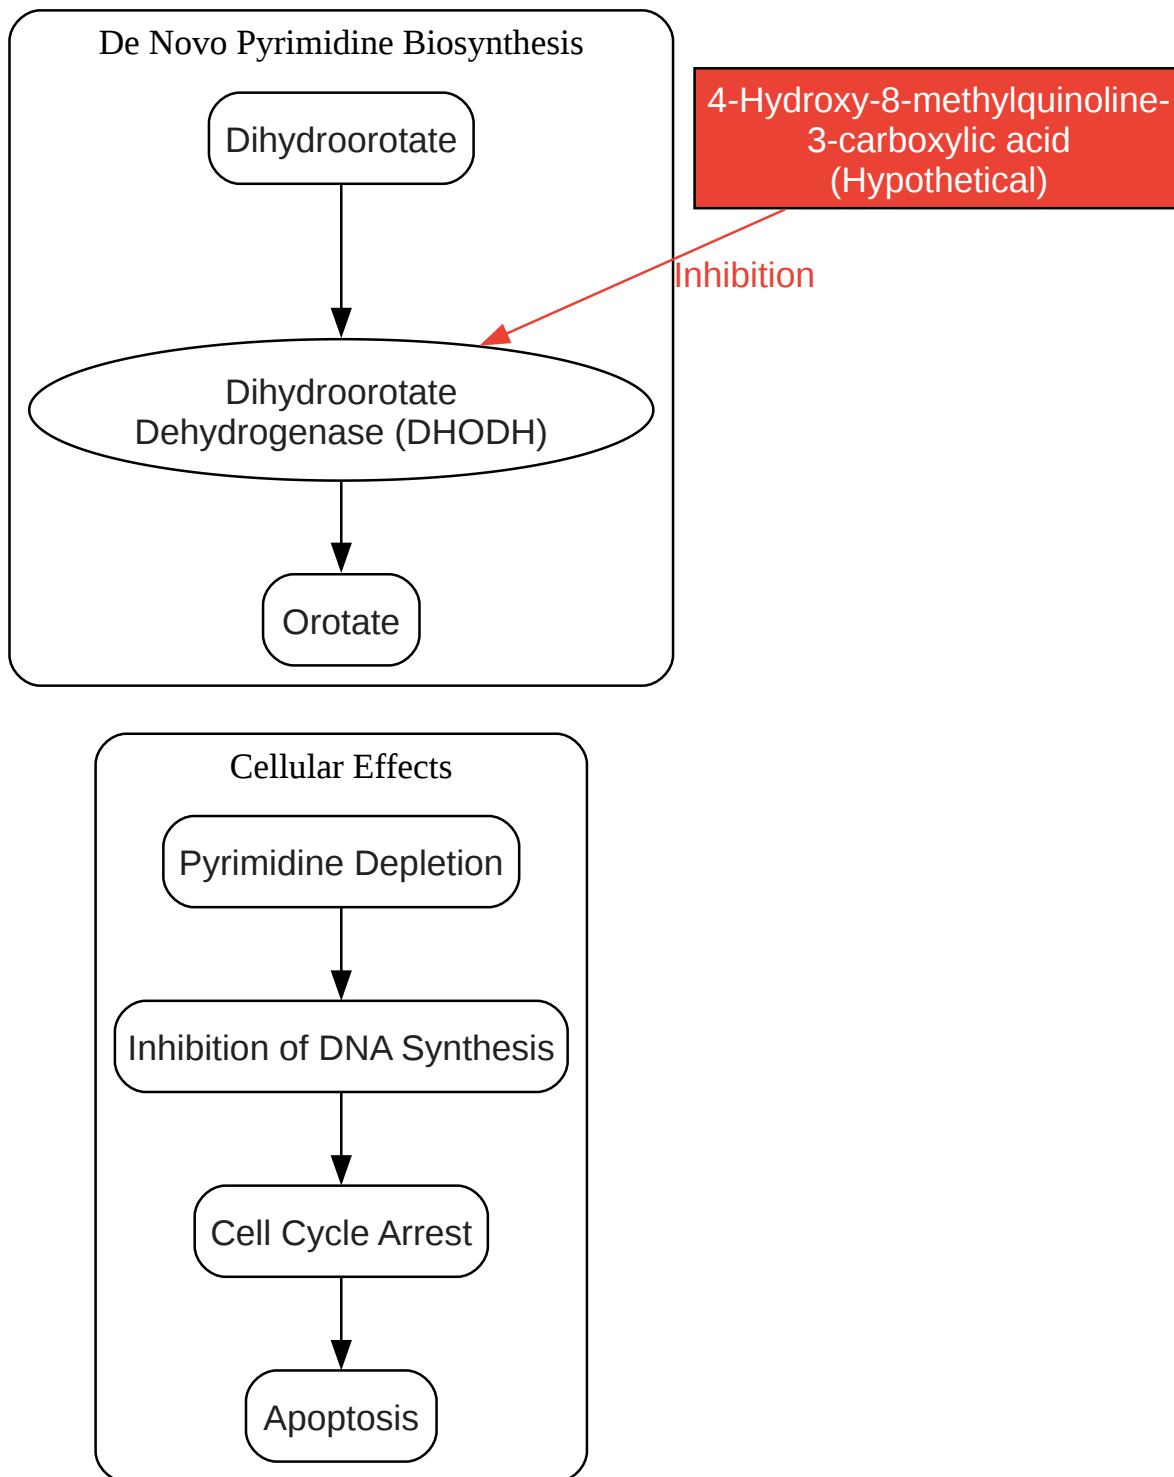 De Novo Pyrimidine Biosynthesis
Dihydroorotate
4-Hydroxy-8-methylquinoline-
3-carboxylic acid
(Hypothetical)
Inhibition
Dihydroorotate
Dehydrogenase (DHODH)
Orotate
Cellular Effects
Pyrimidine Depletion
Inhibition of DNA Synthesis
Cell Cycle Arrest
Apoptosis